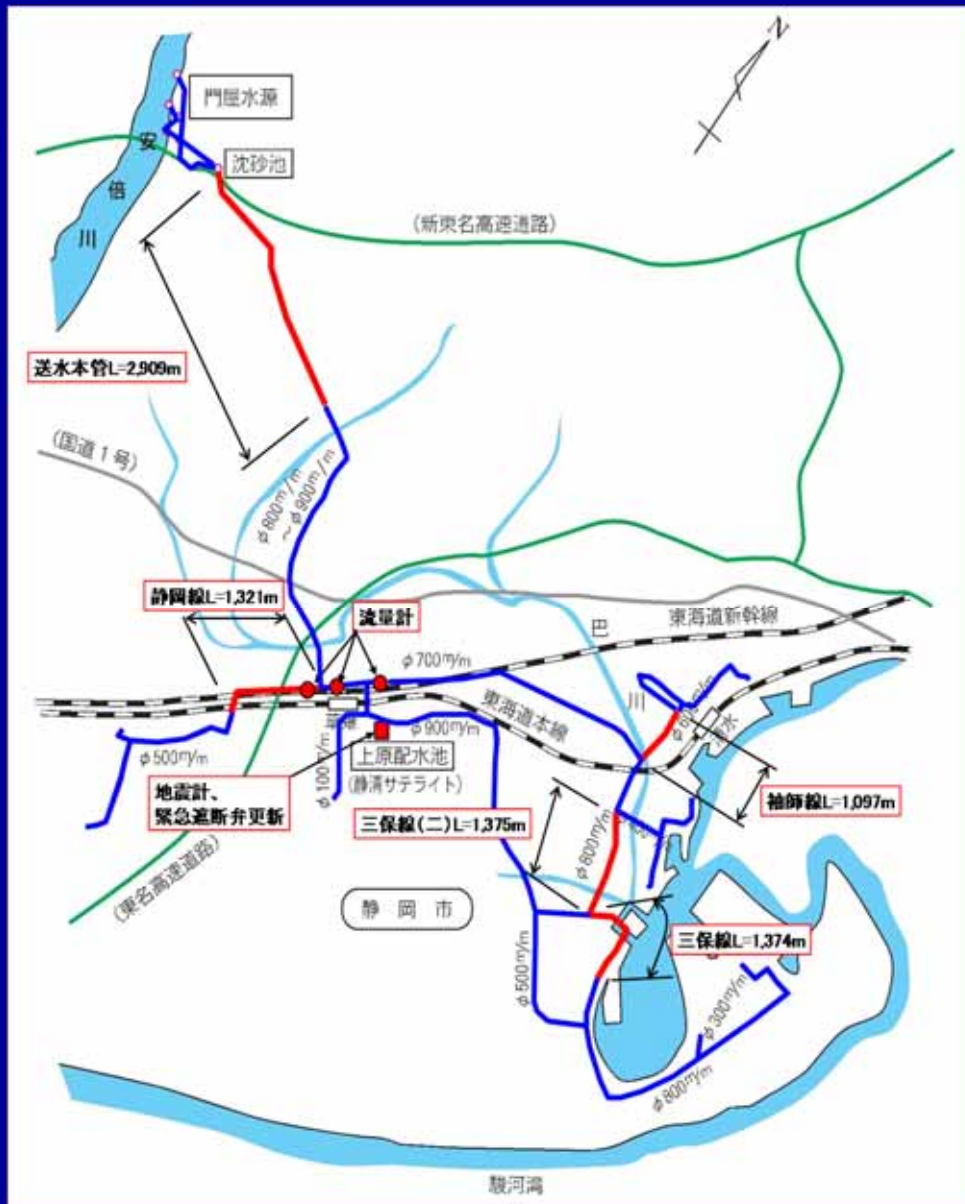 N
門屋水源
安
倍
川
沈砂池
(新東名高速道路)
送水本管L=2,909m
(国道1号)
φ800m/m
～φ900m/m
静岡線L=1,321m
流量計
巴
川
東海道新幹線
φ700m/m
東海道本線
清水
φ500m/m
φ900m/m
上原配水池
(静清サテライト)
地震計、
緊急遮断弁更新
三保線(二)L=1,375m
φ800m/m
袖師線L=1,097m
(東名高速道路)
静岡市
三保線L=1,374m
φ500m/m
φ300m/m
φ800m/m
駿河湾